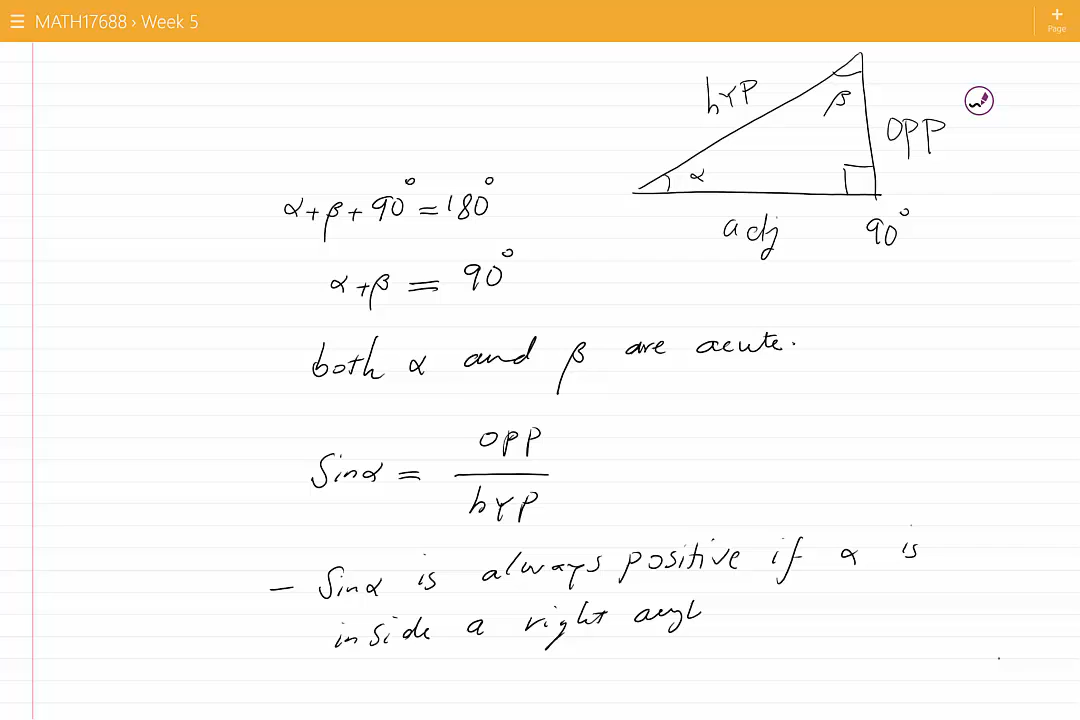 MATH17688 › Week 5
+
Page
hYP
β
OPP
α
adj
90°
α+β+90°=180°
α+β = 90°
both α and β are acute.
Sinα = OPP
hYP
- Sinα is always positive if α is
inside a right